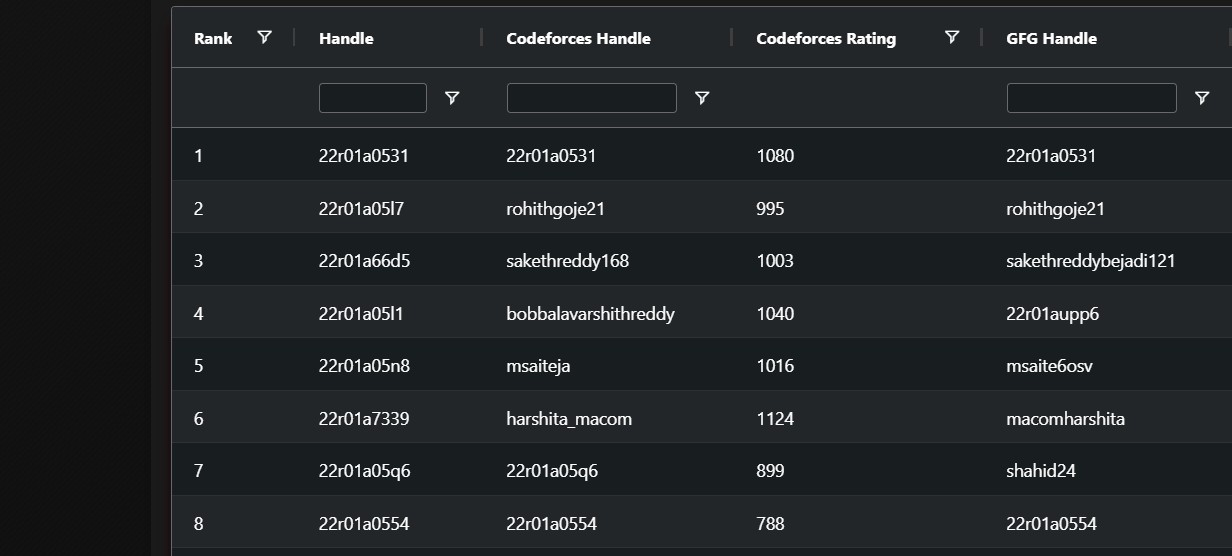 Rank Handle Codeforces Handle Codeforces Rating GFG Handle
1 22r01a0531 22r01a0531 1080 22r01a0531
2 22r01a05l7 rohithgoje21 995 rohithgoje21
3 22r01a66d5 sakethreddy168 1003 sakethreddybejadi121
4 22r01a05l1 bobbalavarshithreddy 1040 22r01aupp6
5 22r01a05n8 msaiteja 1016 msaite6osv
6 22r01a7339 harshita_macom 1124 macomharshita
7 22r01a05q6 22r01a05q6 899 shahid24
8 22r01a0554 22r01a0554 788 22r01a0554